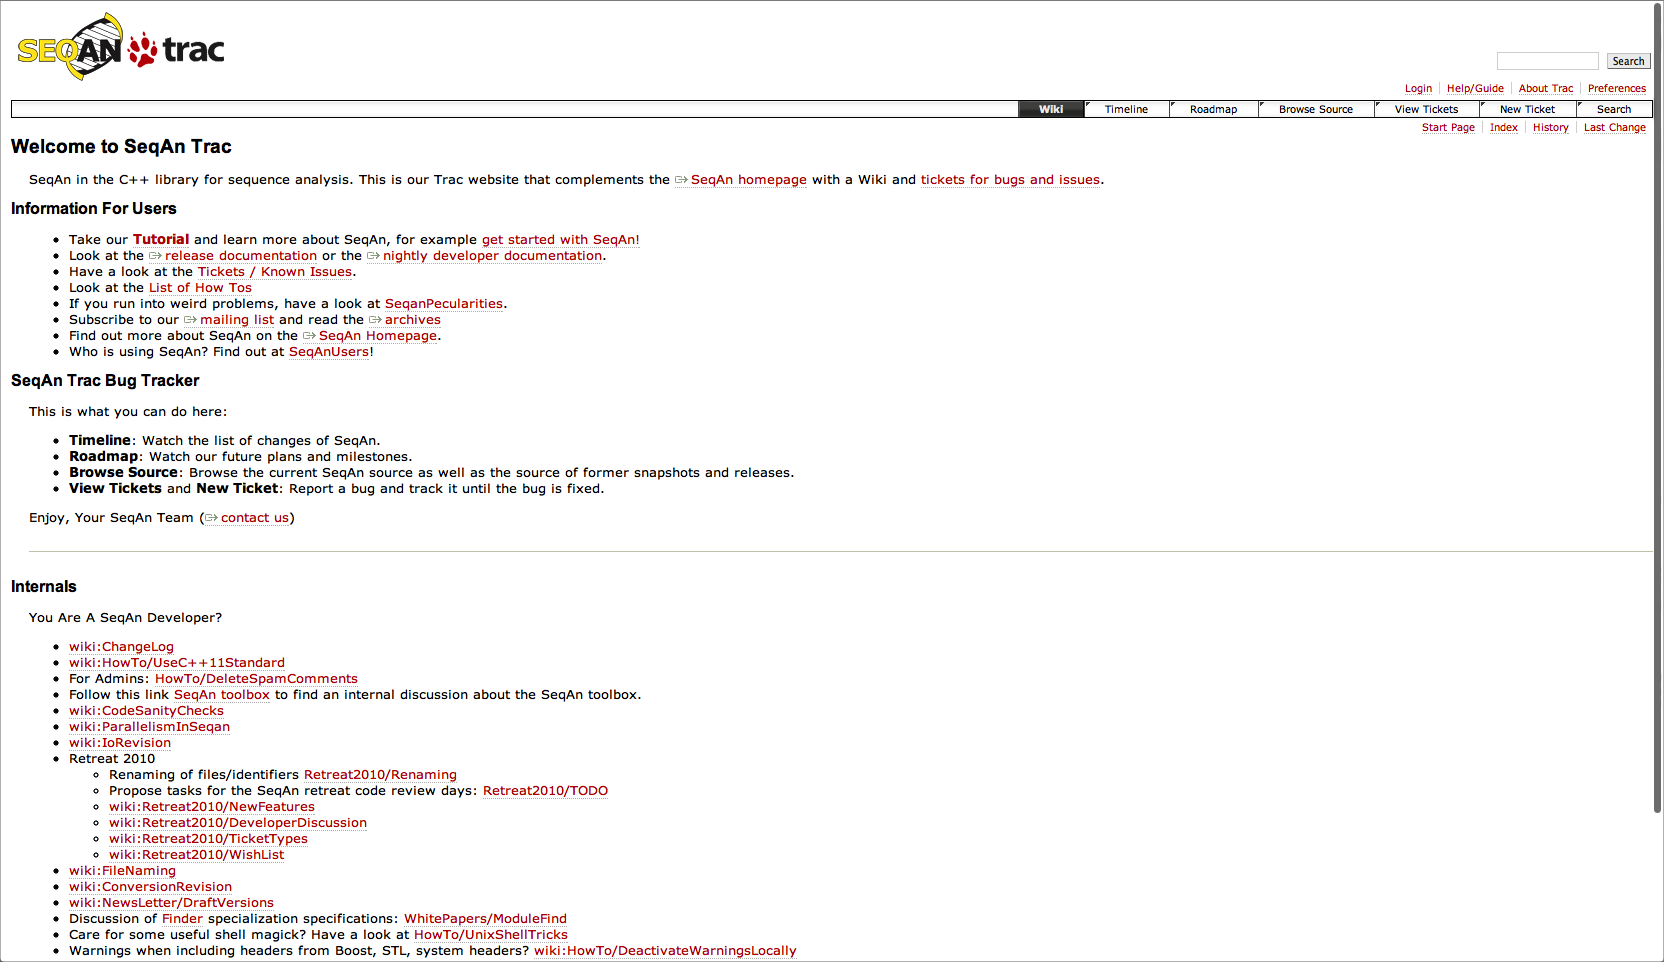 SEQAN trac
Search
Login Help/Guide About Trac Preferences
Wiki Timeline Roadmap Browse Source View Tickets New Ticket Search
Start Page Index History Last Change
Welcome to SeqAn Trac
SeqAn in the C++ library for sequence analysis. This is our Trac website that complements the SeqAn homepage with a Wiki and tickets for bugs and issues.
Information For Users
Take our Tutorial and learn more about SeqAn, for example get started with SeqAn!
Look at the release documentation or the nightly developer documentation.
Have a look at the Tickets / Known Issues.
Look at the List of How Tos
If you run into weird problems, have a look at SeqanPecularities.
Subscribe to our mailing list and read the archives
Find out more about SeqAn on the SeqAn Homepage.
Who is using SeqAn? Find out at SeqAnUsers!
SeqAn Trac Bug Tracker
This is what you can do here:
Timeline: Watch the list of changes of SeqAn.
Roadmap: Watch our future plans and milestones.
Browse Source: Browse the current SeqAn source as well as the source of former snapshots and releases.
View Tickets and New Ticket: Report a bug and track it until the bug is fixed.
Enjoy, Your SeqAn Team (contact us)
Internals
You Are A SeqAn Developer?
wiki:ChangeLog
wiki:HowTo/UseC++11Standard
For Admins: HowTo/DeleteSpamComments
Follow this link SeqAn toolbox to find an internal discussion about the SeqAn toolbox.
wiki:CodeSanityChecks
wiki:ParallelismInSeqan
wiki:IoRevision
Retreat 2010
Renaming of files/identifiers Retreat2010/Renaming
Propose tasks for the SeqAn retreat code review days: Retreat2010/TODO
wiki:Retreat2010/NewFeatures
wiki:Retreat2010/DeveloperDiscussion
wiki:Retreat2010/TicketTypes
wiki:Retreat2010/WishList
wiki:FileNaming
wiki:ConversionRevision
wiki:NewsLetter/DraftVersions
Discussion of Finder specialization specifications: WhitePapers/ModuleFind
Care for some useful shell magick? Have a look at HowTo/UnixShellTricks
Warnings when including headers from Boost, STL, system headers? wiki:HowTo/DeactivateWarningsLocally